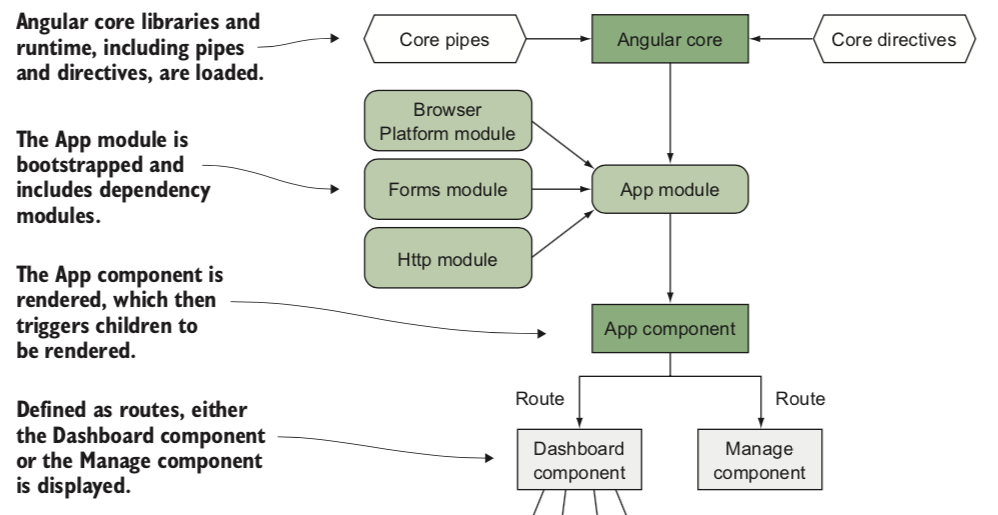 Angular core libraries and
runtime, including pipes
and directives, are loaded.
Core pipes
Angular core
Core directives
Browser
Platform module
The App module is
bootstrapped and
includes dependency
modules.
Forms module
App module
Http module
The App component is
rendered, which then
triggers children to
be rendered.
App component
Route
Route
Defined as routes, either
the Dashboard component
or the Manage component
is displayed.
Dashboard
component
Manage
component